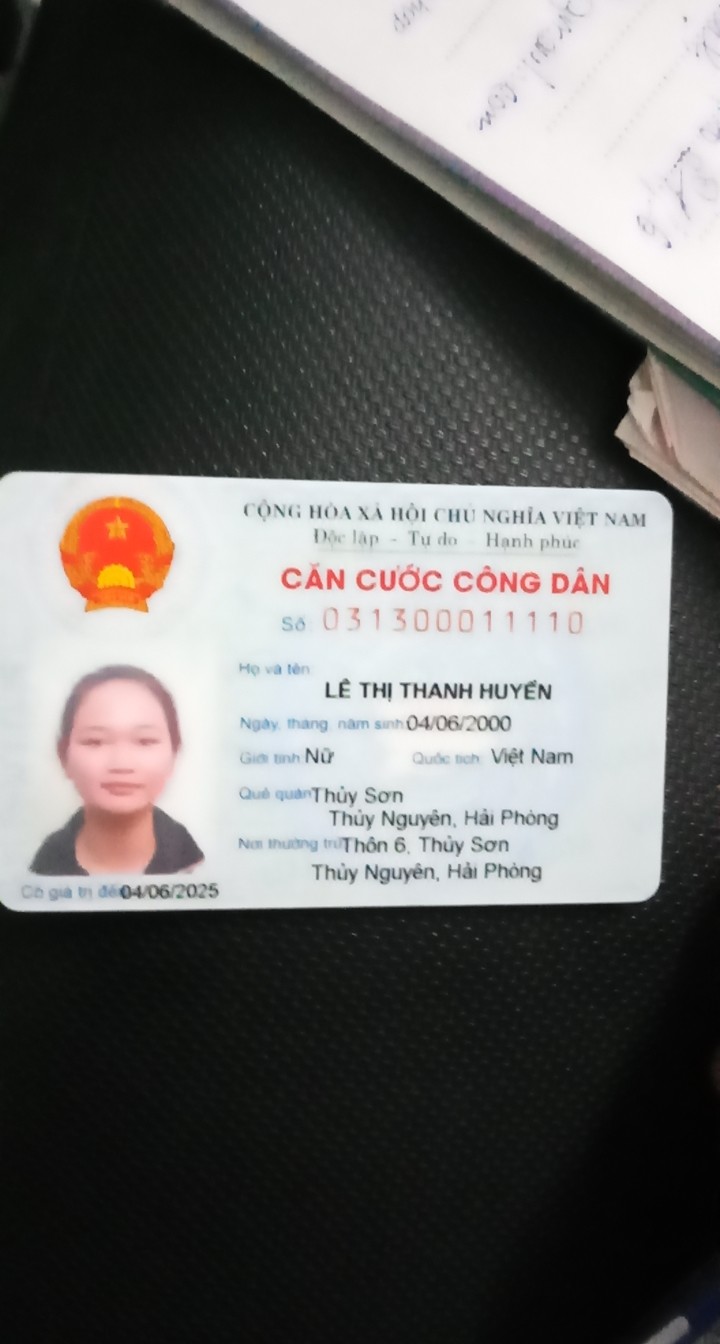 CỘNG HÒA XÃ HỘI CHỦ NGHĨA VIỆT NAM
Độc lập - Tự do - Hạnh phúc
CĂN CƯỚC CÔNG DÂN
Số 031300011110
Họ và tên
LÊ THỊ THANH HUYỀN
Ngày, tháng, năm sinh: 04/06/2000
Giới tính: Nữ Quốc tịch: Việt Nam
Quê quán: Thủy Sơn
Thủy Nguyên, Hải Phòng
Nơi thường trú: Thôn 6, Thủy Sơn
Thủy Nguyên, Hải Phòng
Có giá trị đến: 04/06/2025